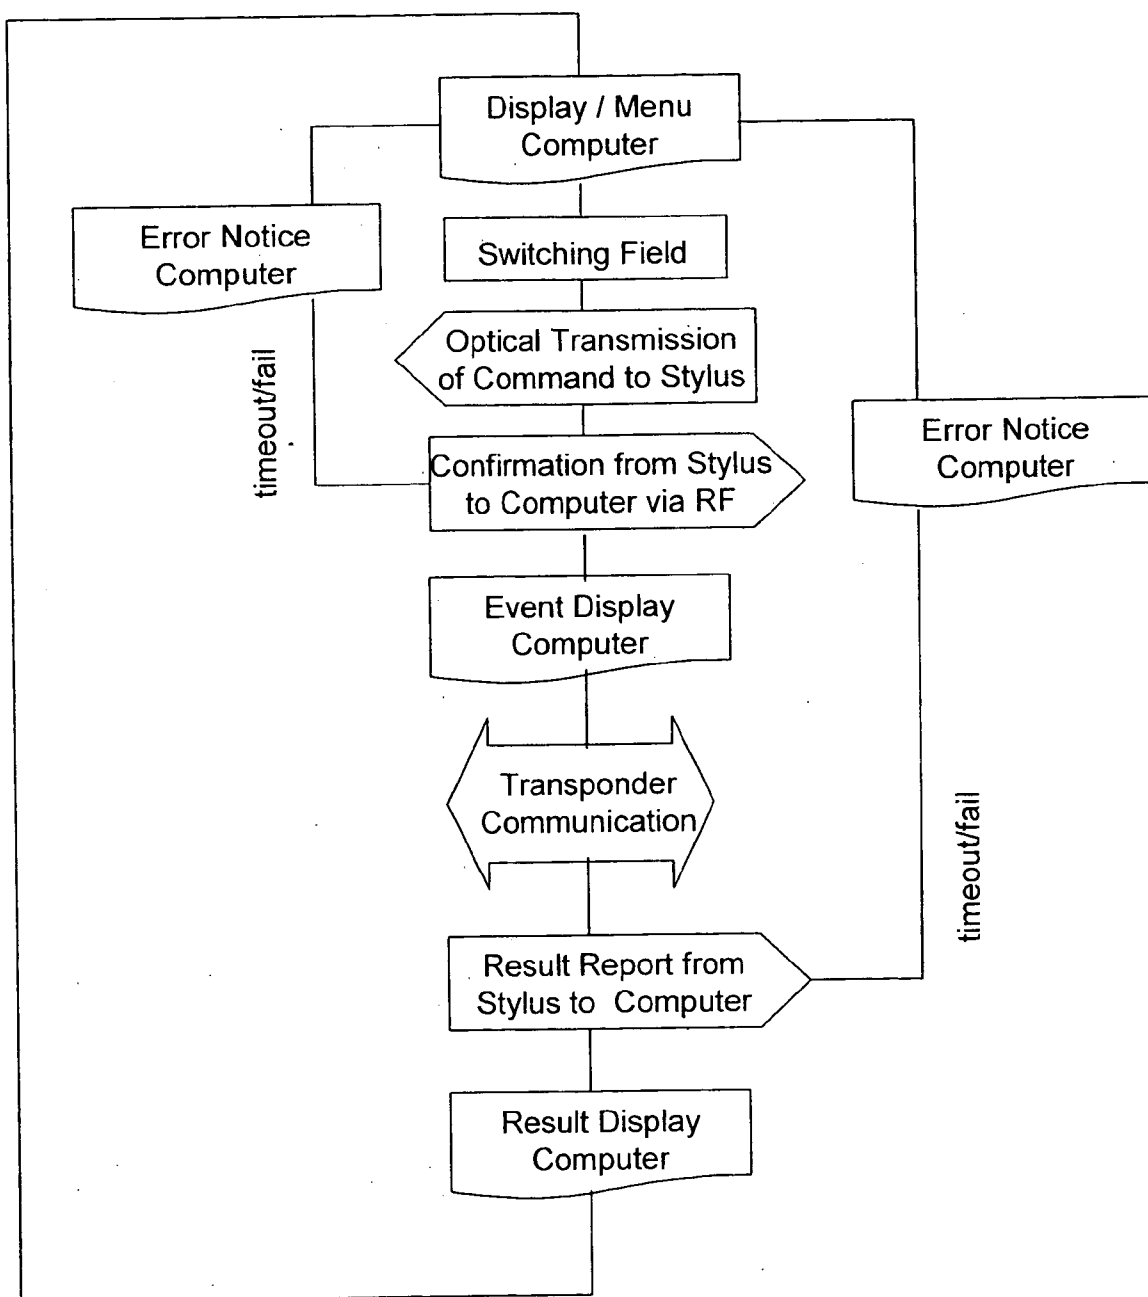 Display / Menu
Computer
Error Notice
Computer
Switching Field
Optical Transmission
of Command to Stylus
timeout/fail
Error Notice
Computer
Confirmation from Stylus
to Computer via RF
Event Display
Computer
Transponder
Communication
timeout/fail
Result Report from
Stylus to Computer
Result Display
Computer